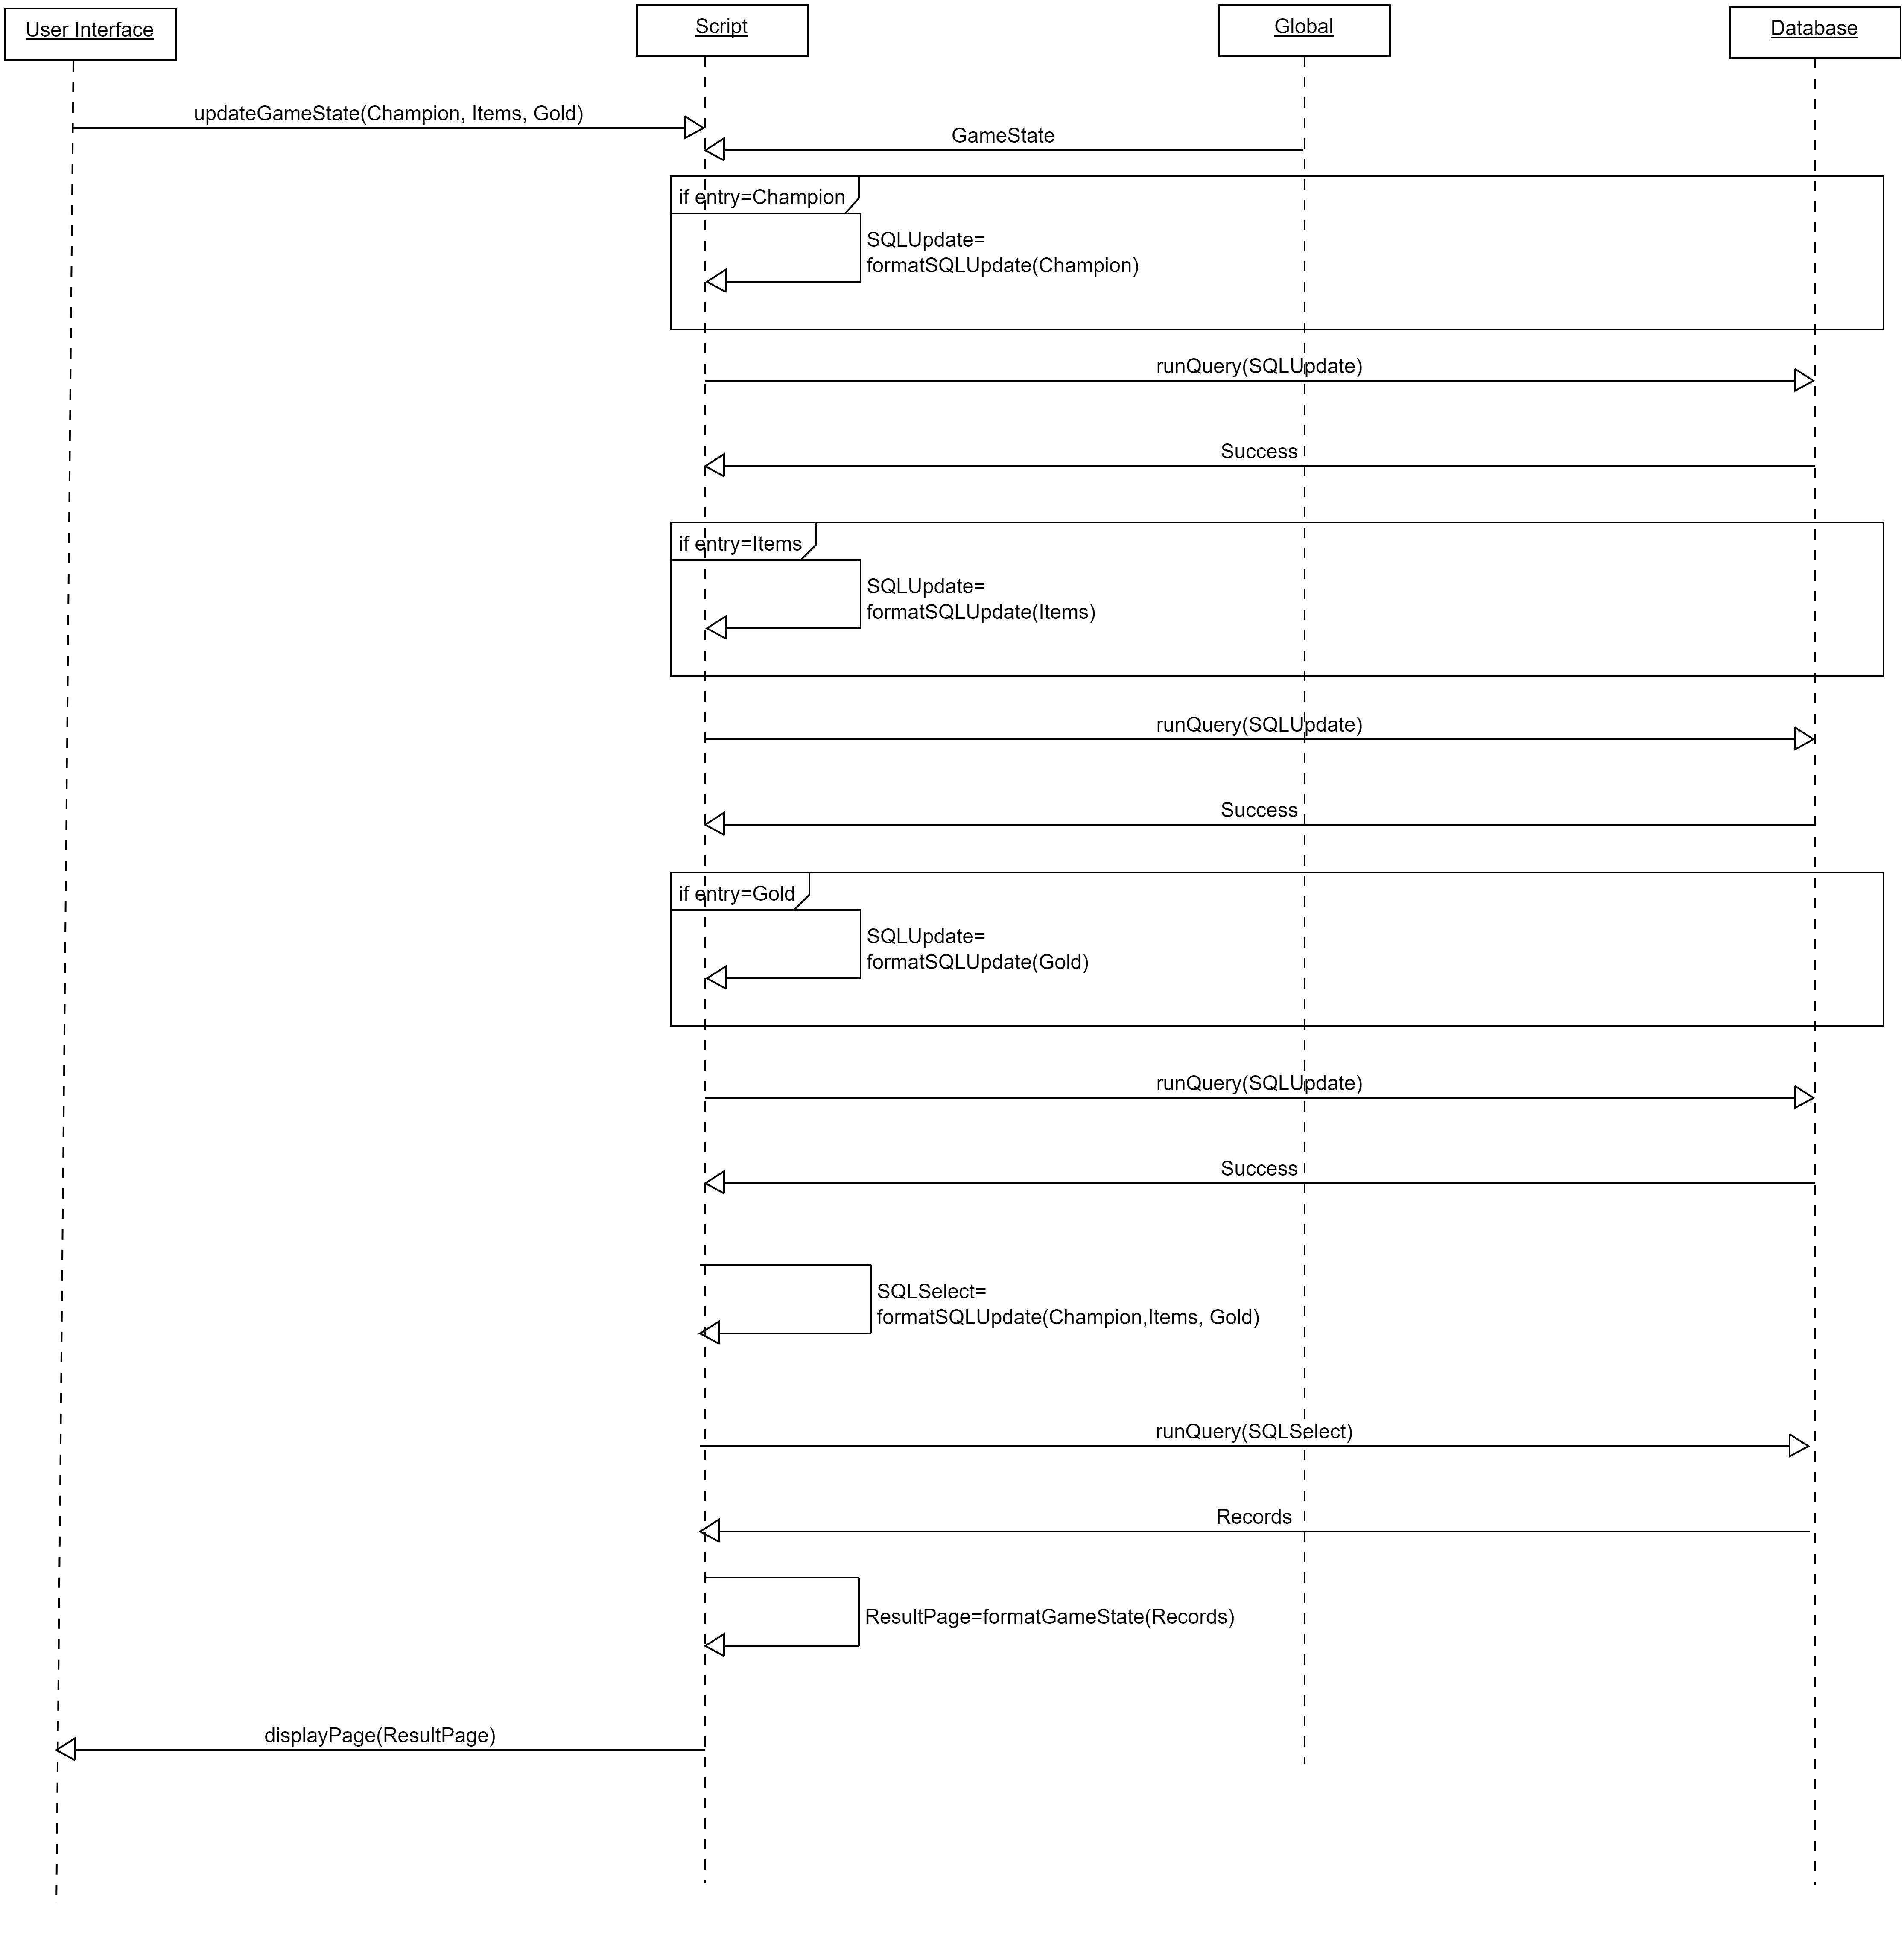 User Interface
Script
Global
Database
updateGameState(Champion, Items, Gold)
GameState
if entry=Champion
SQLUpdate=
formatSQLUpdate(Champion)
runQuery(SQLUpdate)
Success
if entry=Items
SQLUpdate=
formatSQLUpdate(Items)
runQuery(SQLUpdate)
Success
if entry=Gold
SQLUpdate=
formatSQLUpdate(Gold)
runQuery(SQLUpdate)
Success
SQLSelect=
formatSQLUpdate(Champion,Items, Gold)
runQuery(SQLSelect)
Records
ResultPage=formatGameState(Records)
displayPage(ResultPage)